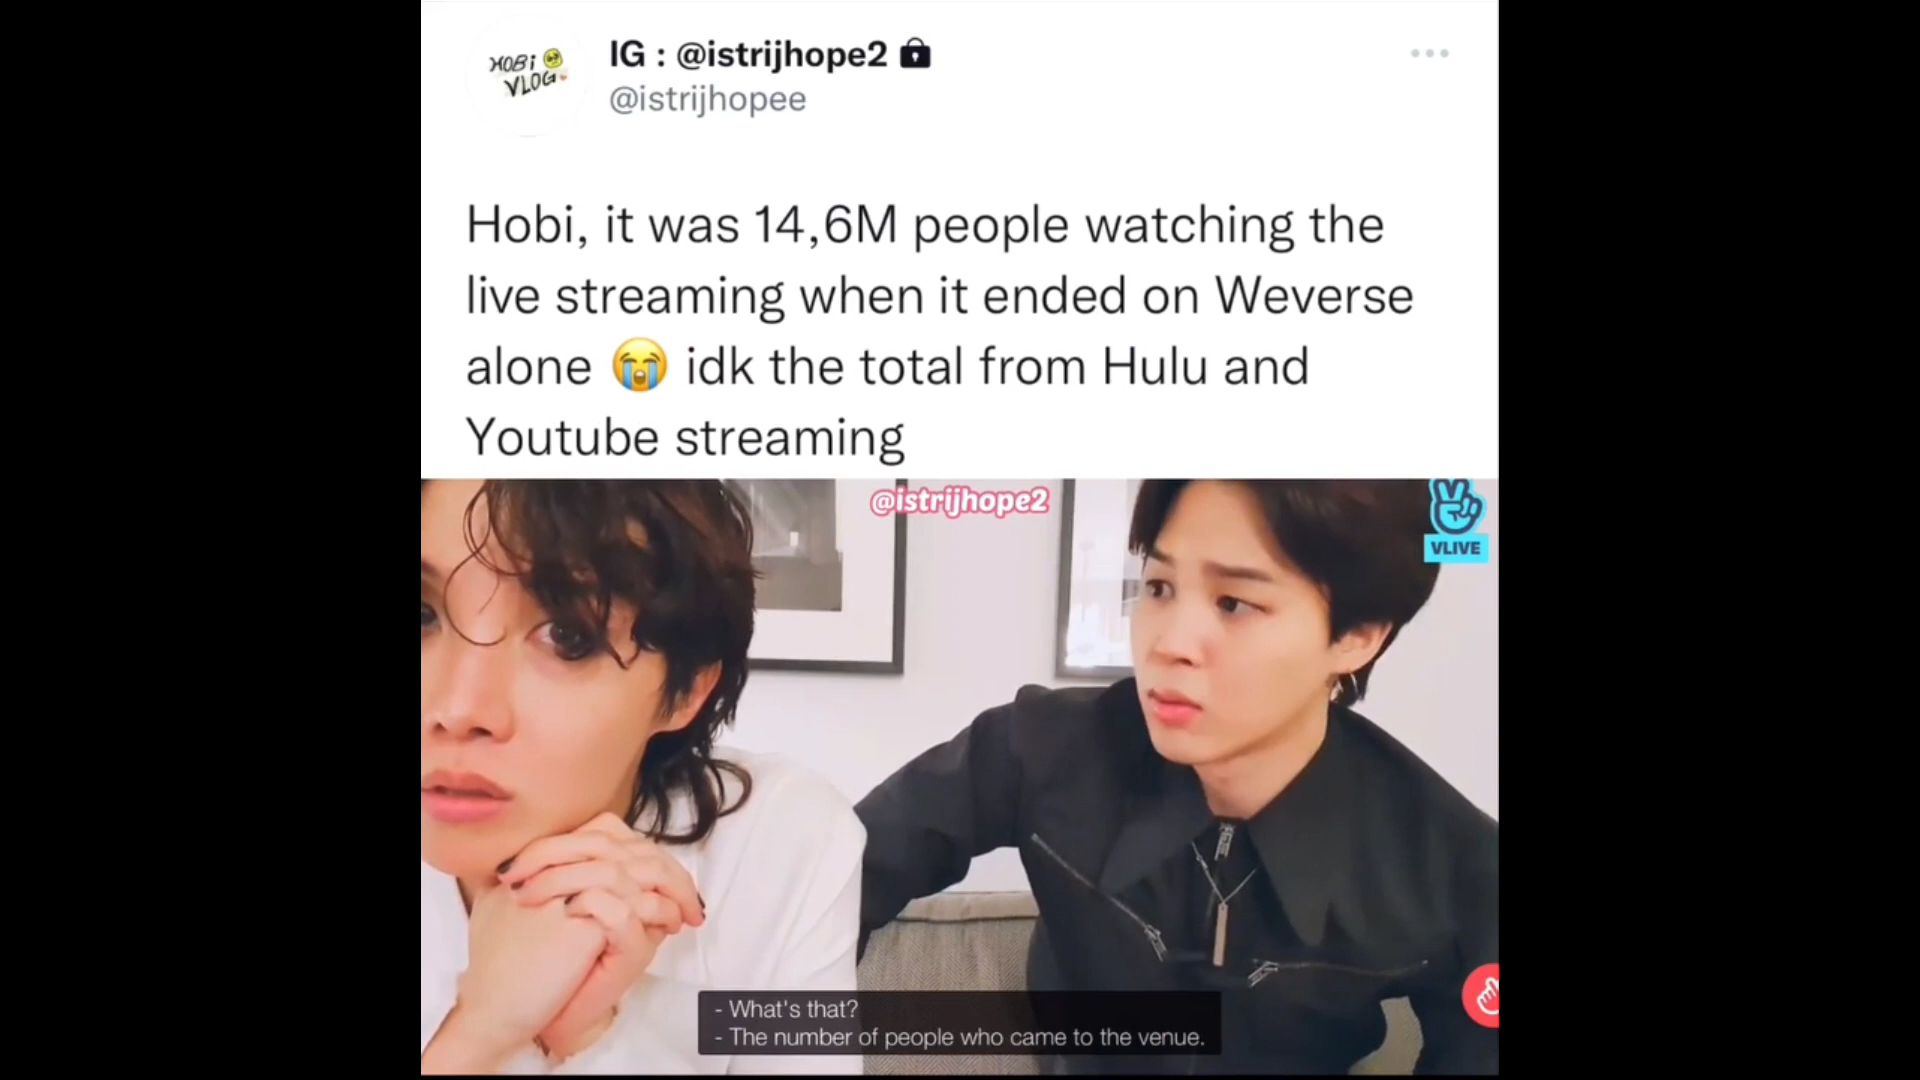 HOBi
VLOG
IG : @istrijhope2
@istrijhopee
Hobi, it was 14,6M people watching the
live streaming when it ended on Weverse
alone 😭 idk the total from Hulu and
Youtube streaming
@istrijhope2
VLIVE
- What's that?
- The number of people who came to the venue.